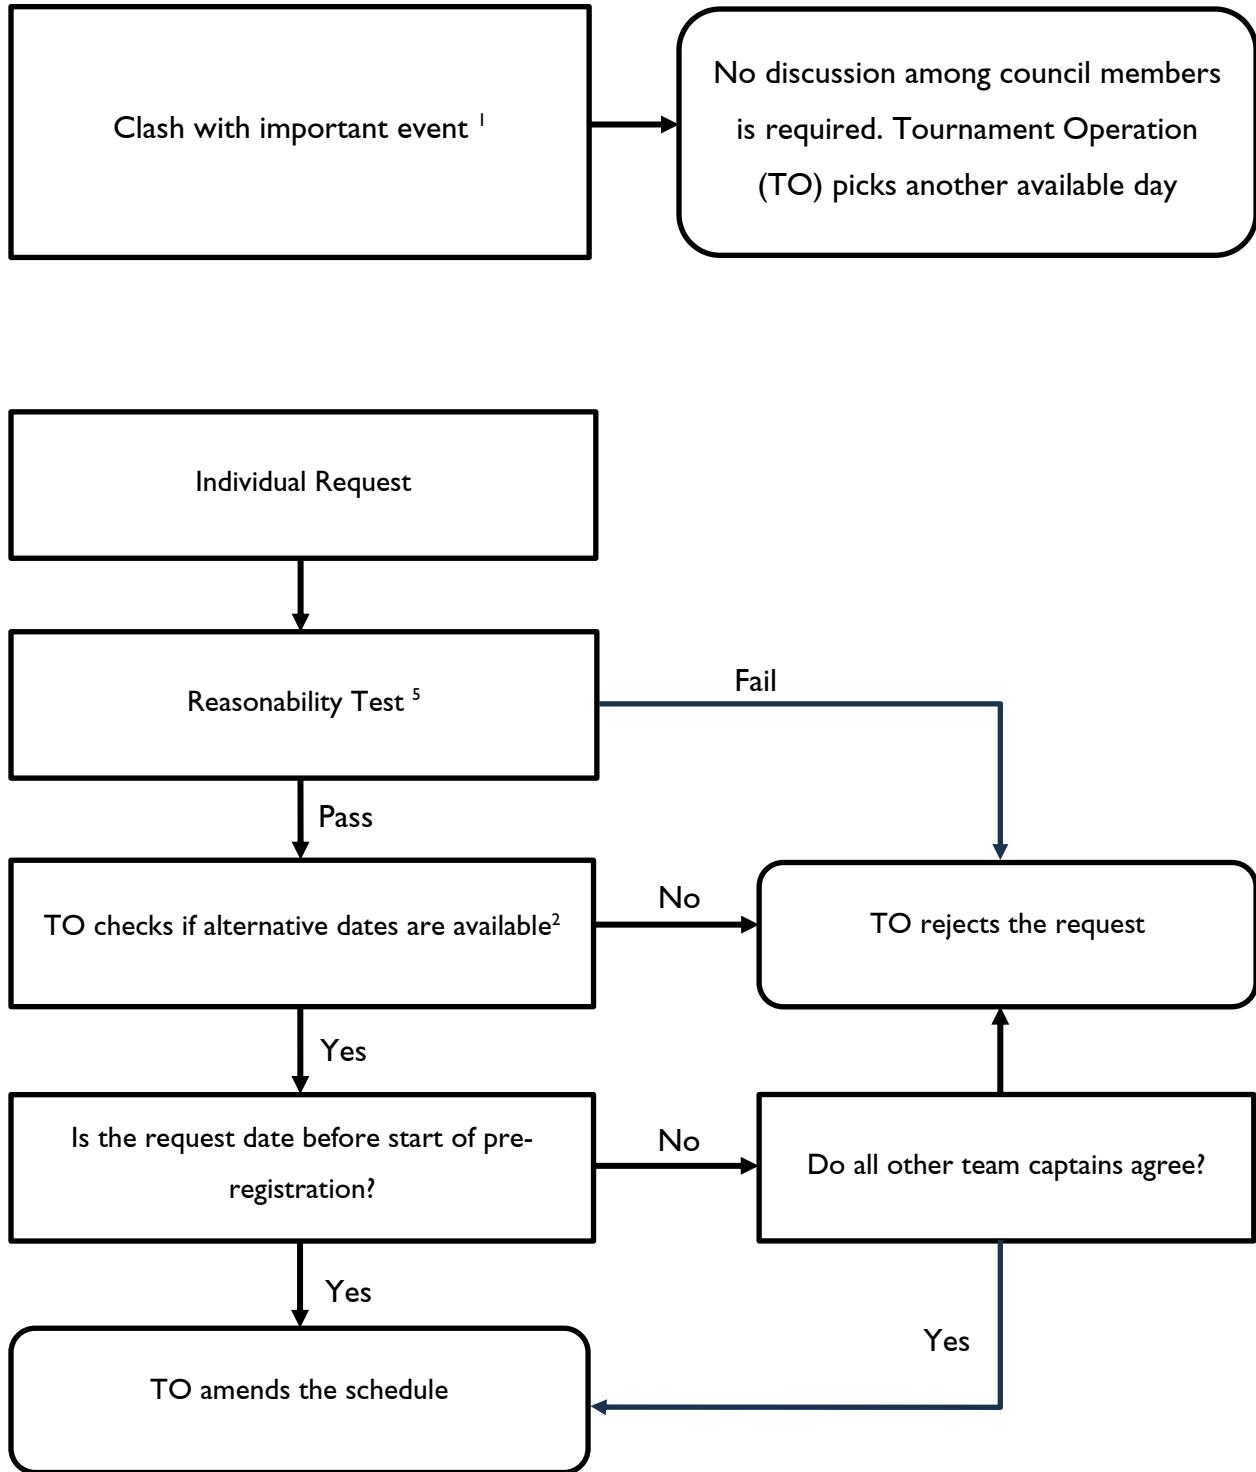 Clash with important event 1
No discussion among council members
is required. Tournament Operation
(TO) picks another available day
Individual Request
Reasonability Test 5
Fail
Pass
TO checks if alternative dates are available2
No
TO rejects the request
Yes
Is the request date before start of pre-
registration?
No
Do all other team captains agree?
Yes
Yes
TO amends the schedule